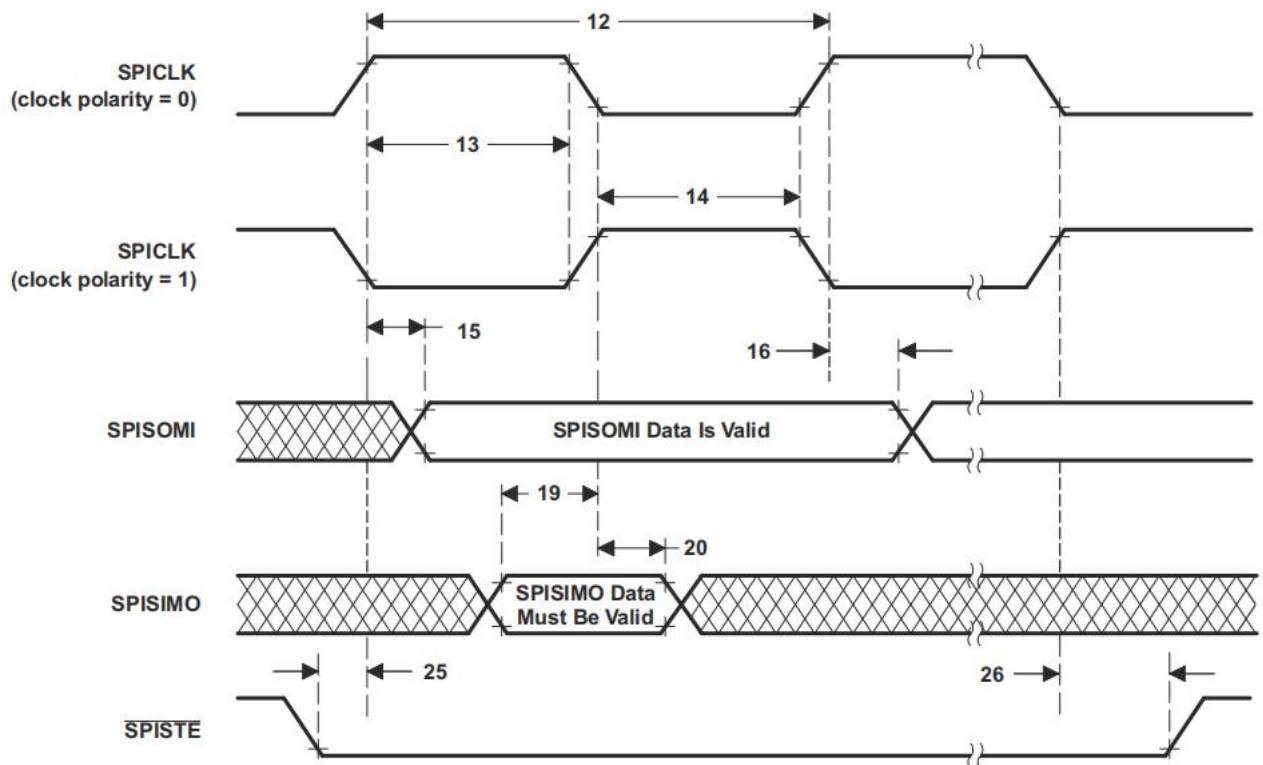 12
SPICLK
(clock polarity = 0)
13
14
SPICLK
(clock polarity = 1)
15
16
SPISOMI
SPISOMI Data Is Valid
19
20
SPISIMO
SPISIMO Data
Must Be Valid
25
26
SPISTE